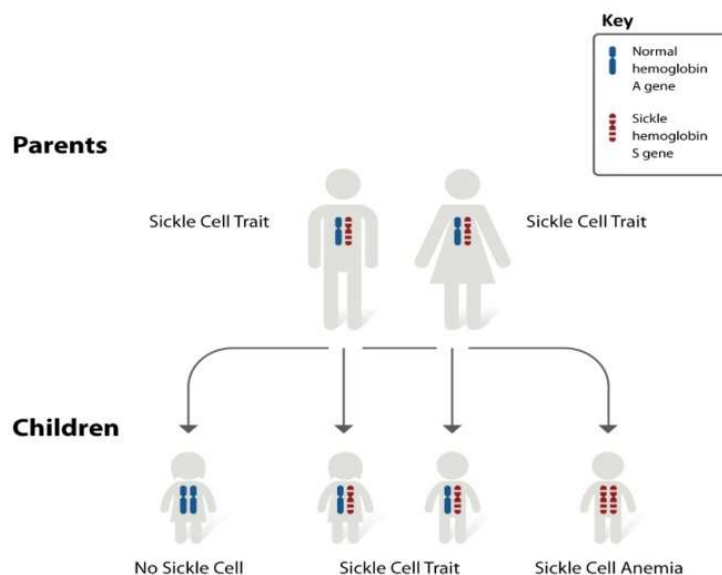 Key
Normal
hemoglobin
A gene
Sickle
hemoglobin
S gene
Parents
Sickle Cell Trait
Sickle Cell Trait
Children
No Sickle Cell
Sickle Cell Trait
Sickle Cell Anemia